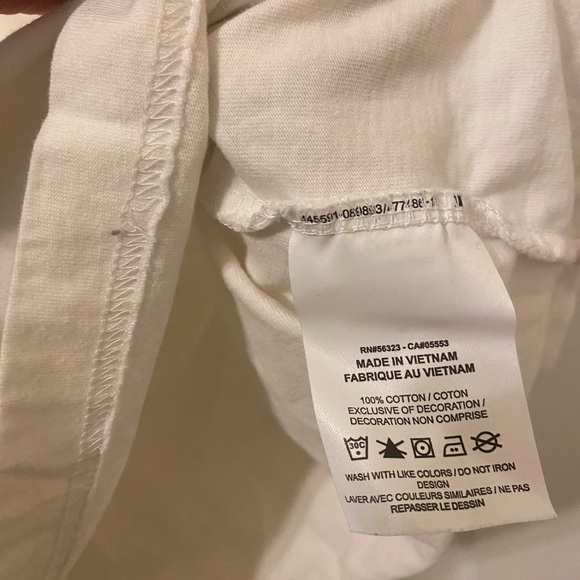 RN#56323 - CA#05553
MADE IN VIETNAM
FABRIQUE AU VIETNAM
100% COTTON / COTON
EXCLUSIVE OF DECORATION /
DECORATION NON COMPRISE
30C
WASH WITH LIKE COLORS / DO NOT IRON
DESIGN
LAVER AVEC COULEURS SIMILAIRES / NE PAS
REPASSER LE DESSIN